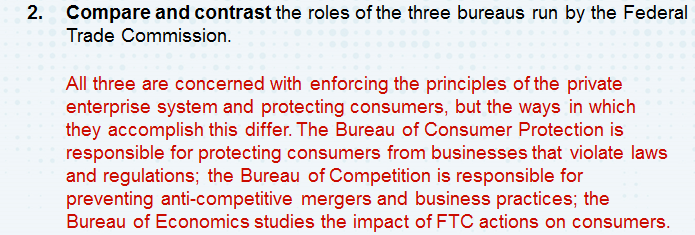 2. Compare and contrast the roles of the three bureaus run by the Federal
Trade Commission.
All three are concerned with enforcing the principles of the private
enterprise system and protecting consumers, but the ways in which
they accomplish this differ. The Bureau of Consumer Protection is
responsible for protecting consumers from businesses that violate laws
and regulations; the Bureau of Competition is responsible for
preventing anti-competitive mergers and business practices; the
Bureau of Economics studies the impact of FTC actions on consumers.